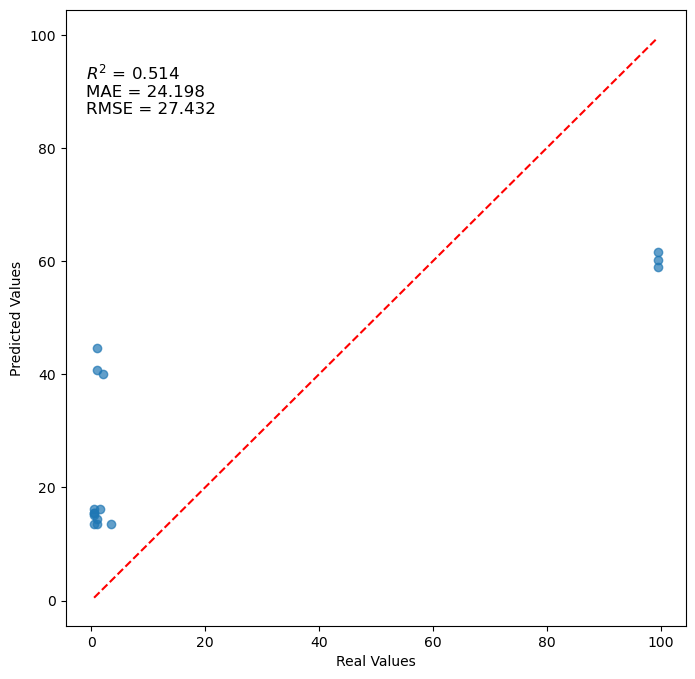 100
80
60
40
20
0
R² = 0.514
MAE = 24.198
RMSE = 27.432
Predicted Values
0 20 40 60 80 100
Real Values